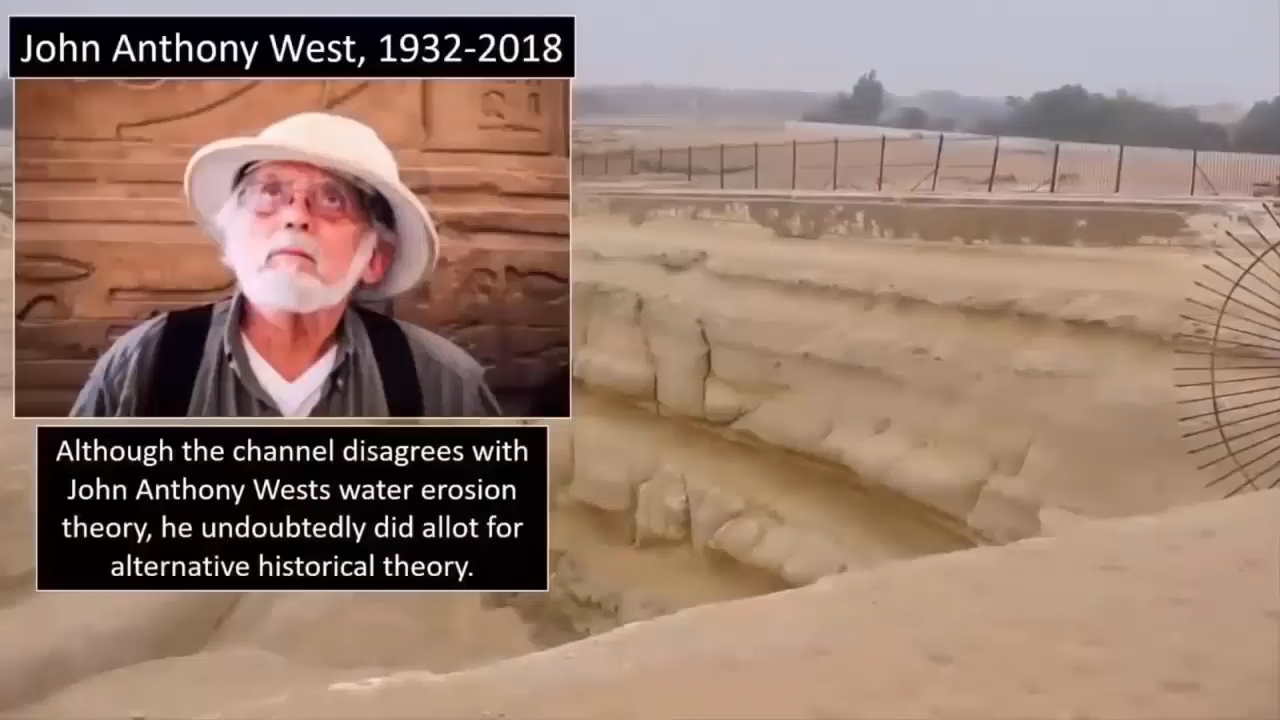 John Anthony West, 1932-2018
Although the channel disagrees with
John Anthony Wests water erosion
theory, he undoubtedly did allot for
alternative historical theory.